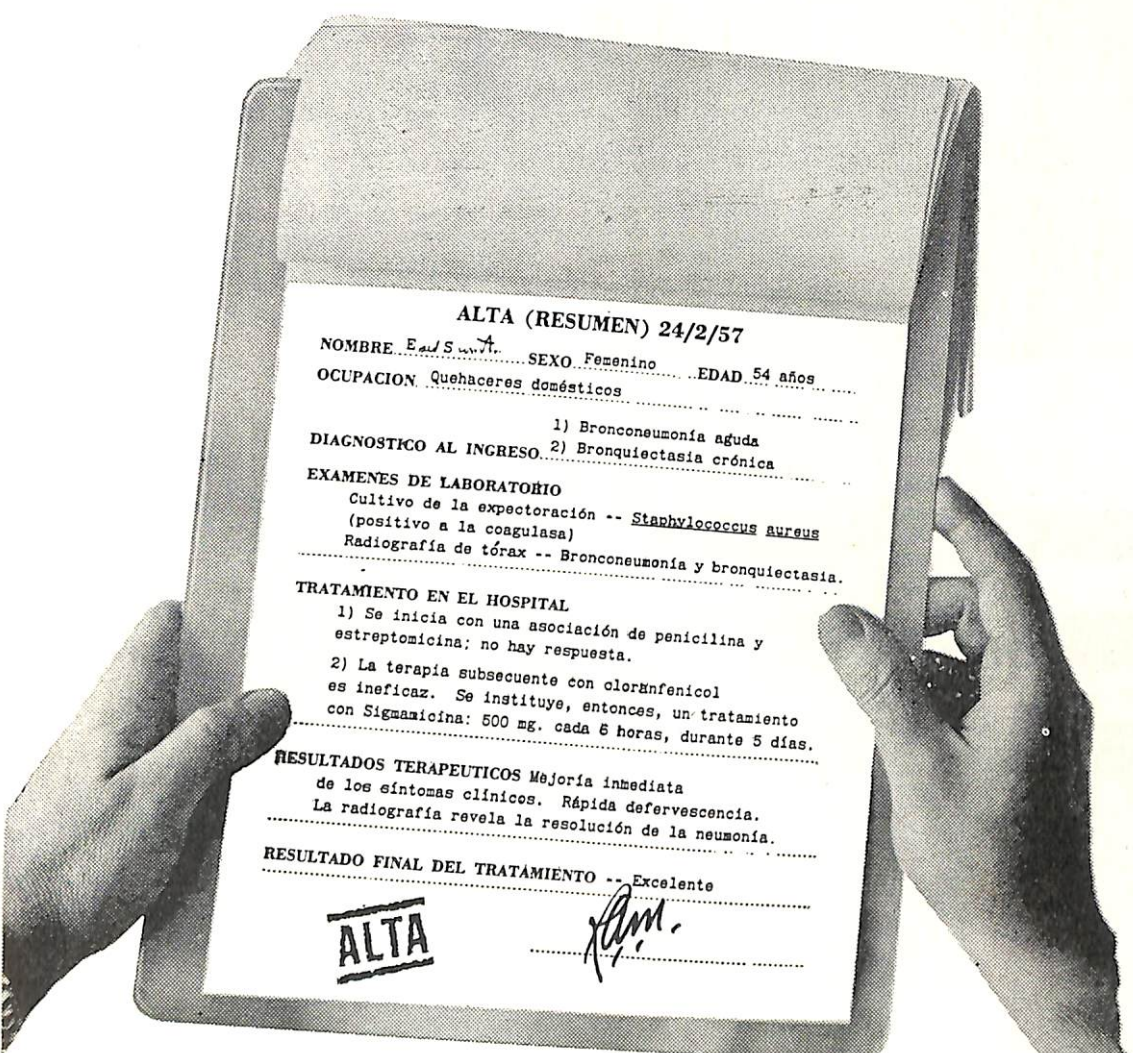 ALTA (RESUMEN) 24/2/57
NOMBRE SEXO Femenino EDAD 54 años
OCUPACION Quehaceres domésticos
1) Bronconeumonía aguda
DIAGNOSTICO AL INGRESO 2) Bronquiectasia crónica
EXAMENES DE LABORATORIO
Cultivo de la expectoración -- Staphylococcus aureus
(positivo a la coagulasa)
Radiografía de tórax -- Bronconeumonía y bronquiectasia.
TRATAMIENTO EN EL HOSPITAL
1) Se inicia con una asociación de penicilina y
estreptomicina; no hay respuesta.
2) La terapia subsecuente con cloranfenicol
es ineficaz. Se instituye, entonces, un tratamiento
con Sigmamicina: 500 mg. cada 6 horas, durante 5 días.
RESULTADOS TERAPEUTICOS Mejoría inmediata
de los síntomas clínicos. Rápida defervescencia.
La radiografía revela la resolución de la neumonía.
RESULTADO FINAL DEL TRATAMIENTO -- Excelente
ALTA